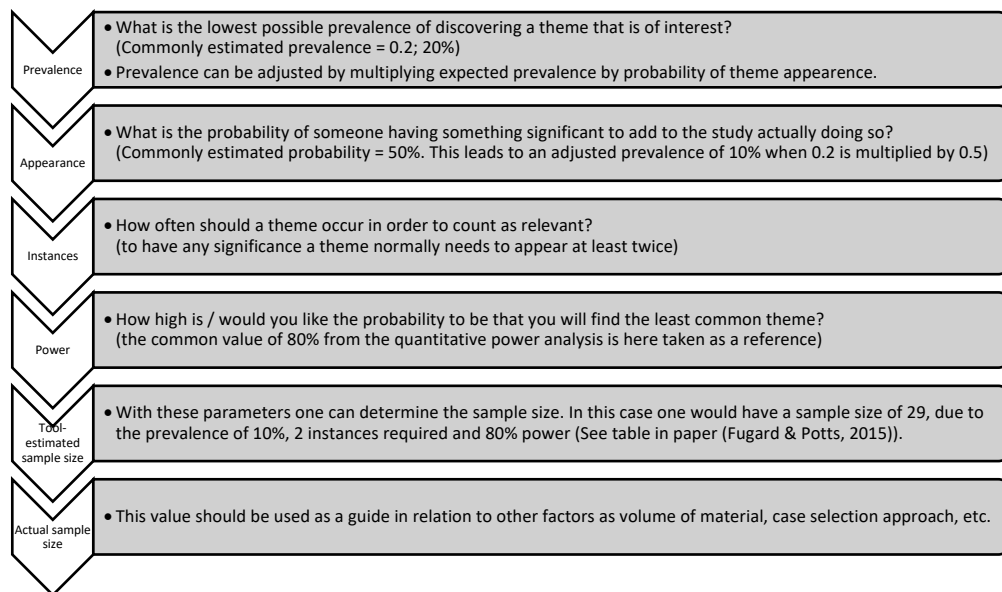 Prevalence
• What is the lowest possible prevalence of discovering a theme that is of interest?
(Commonly estimated prevalence = 0.2; 20%)
• Prevalence can be adjusted by multiplying expected prevalence by probability of theme appearence.
Appearance
• What is the probability of someone having something significant to add to the study actually doing so?
(Commonly estimated probability = 50%. This leads to an adjusted prevalence of 10% when 0.2 is multiplied by 0.5)
Instances
• How often should a theme occur in order to count as relevant?
(to have any significance a theme normally needs to appear at least twice)
Power
• How high is / would you like the probability to be that you will find the least common theme?
(the common value of 80% from the quantitative power analysis is here taken as a reference)
Tool-
estimated
sample size
• With these parameters one can determine the sample size. In this case one would have a sample size of 29, due to
the prevalence of 10%, 2 instances required and 80% power (See table in paper (Fugard & Potts, 2015)).
Actual sample
size
• This value should be used as a guide in relation to other factors as volume of material, case selection approach, etc.